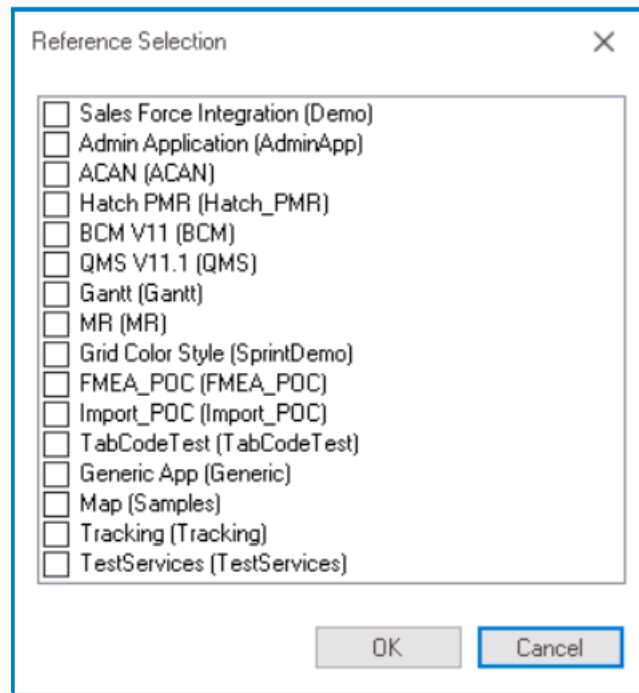 Reference Selection
Sales Force Integration (Demo)
Admin Application (AdminApp)
ACAN (ACAN)
Hatch PMR (Hatch_PMR)
BCM V11 (BCM)
QMS V11.1 (QMS)
Gantt (Gantt)
MR (MR)
Grid Color Style (SprintDemo)
FMEA_POC (FMEA_POC)
Import_POC (Import_POC)
TabCodeTest (TabCodeTest)
Generic App (Generic)
Map (Samples)
Tracking (Tracking)
TestServices (TestServices)
OK Cancel